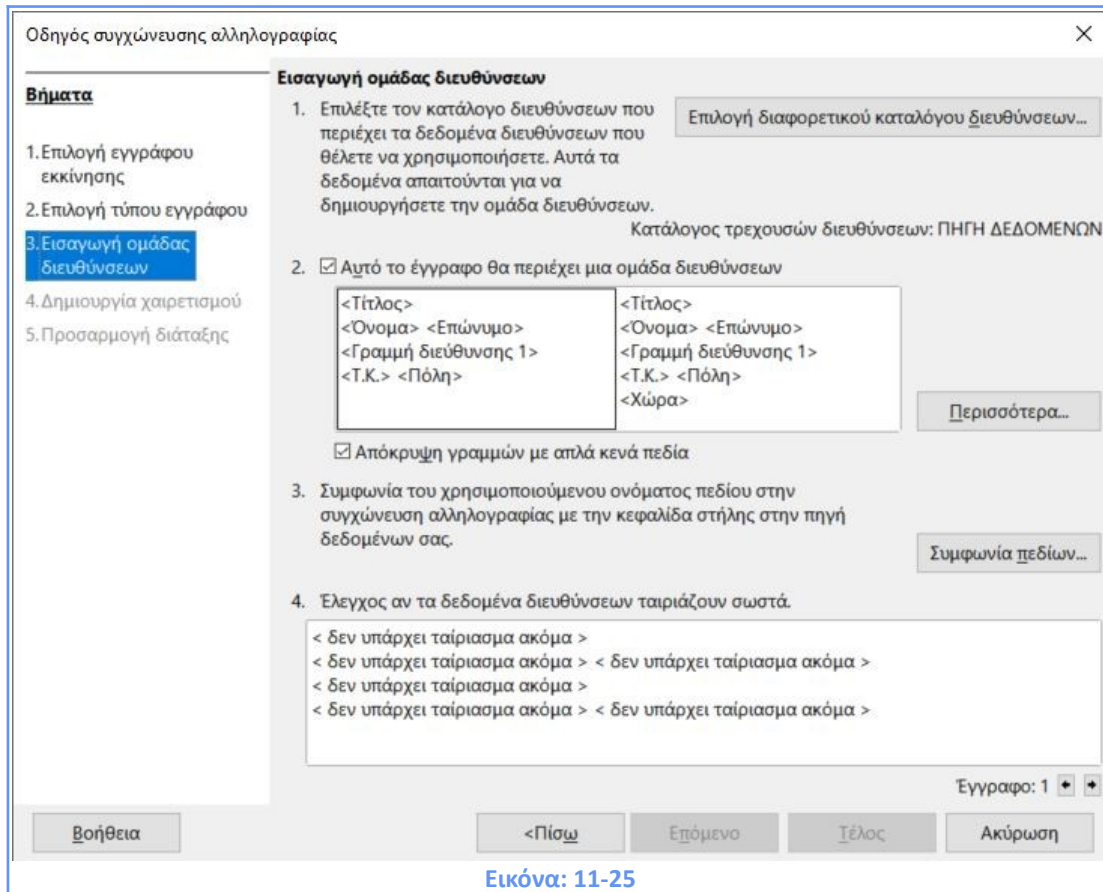 Οδηγός συγχώνευσης αλληλογραφίας
Βήματα
1. Επιλογή εγγράφου
εκκίνησης
2. Επιλογή τύπου εγγράφου
3. Εισαγωγή ομάδας
διευθύνσεων
4. Δημιουργία χαιρετισμού
5. Προσαρμογή διάταξης
Εισαγωγή ομάδας διευθύνσεων
1. Επιλέξτε τον κατάλογο διευθύνσεων που
περιέχει τα δεδομένα διευθύνσεων που
θέλετε να χρησιμοποιήσετε. Αυτά τα
δεδομένα απαιτούνται για να
δημιουργήσετε την ομάδα διευθύνσεων.
Επιλογή διαφορετικού καταλόγου διευθύνσεων...
Κατάλογος τρεχουσών διευθύνσεων: ΠΗΓΗ ΔΕΔΟΜΕΝΩΝ
2. Αυτό το έγγραφο θα περιέχει μια ομάδα διευθύνσεων
<Τίτλος>
<Όνομα> <Επώνυμο>
<Γραμμή διεύθυνσης 1>
<Τ.Κ.> <Πόλη>
<Τίτλος>
<Όνομα> <Επώνυμο>
<Γραμμή διεύθυνσης 1>
<Τ.Κ.> <Πόλη>
<Χώρα>
Περισσότερα...
Απόκρυψη γραμμών με απλά κενά πεδία
3. Συμφωνία του χρησιμοποιούμενου ονόματος πεδίου στην
συγχώνευση αλληλογραφίας με την κεφαλίδα στήλης στην πηγή
δεδομένων σας.
Συμφωνία πεδίων...
4. Έλεγχος αν τα δεδομένα διευθύνσεων ταιριάζουν σωστά.
< δεν υπάρχει ταίριασμα ακόμα >
< δεν υπάρχει ταίριασμα ακόμα > < δεν υπάρχει ταίριασμα ακόμα >
< δεν υπάρχει ταίριασμα ακόμα >
< δεν υπάρχει ταίριασμα ακόμα > < δεν υπάρχει ταίριασμα ακόμα >
Έγγραφο: 1
Βοήθεια
<Πίσω
Επόμενο
Τέλος
Ακύρωση
Εικόνα: 11-25